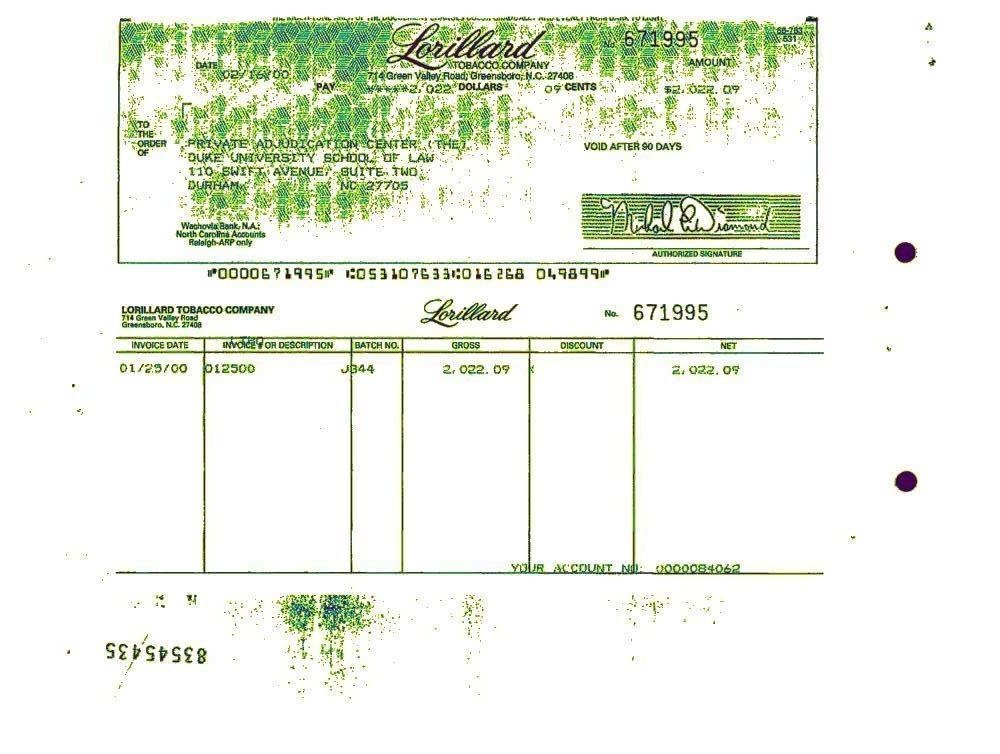 Lorillard
TOBACCO COMPANY
714 Green Valley Road, Greensboro, N.C. 27408
No. 671995
66-763
531
DATE
02/16/00
AMOUNT
PAY *****2,022 DOLLARS 09 CENTS $2,022.09
TO
THE
ORDER
OF
PRIVATE ADJUDICATION CENTER (THE)
DUKE UNIVERSITY SCHOOL OF LAW
110 SWIFT AVENUE, SUITE TWO
DURHAM NC 27705
VOID AFTER 90 DAYS
Wachovia Bank, N.A.
North Carolina Accounts
Raleigh-ARP only
AUTHORIZED SIGNATURE
⑈0000671995⑈ ⑆053107633⑆016268 049899⑈
LORILLARD TOBACCO COMPANY
714 Green Valley Road
Greensboro, N.C. 27408
Lorillard
No. 671995
INVOICE DATE INVOICE # OR DESCRIPTION BATCH NO. GROSS DISCOUNT NET
01/25/00 012500 J344 2,022.09 2,022.09
YOUR ACCOUNT NO: 0000084062
83545435